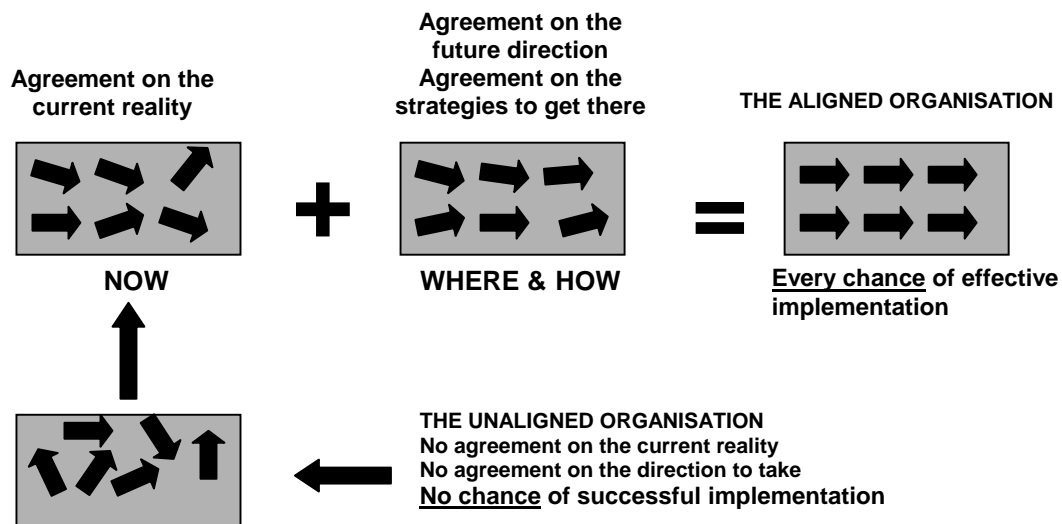 Agreement on the
current reality
Agreement on the
future direction
Agreement on the
strategies to get there
THE ALIGNED ORGANISATION
+
=
NOW
WHERE & HOW
Every chance of effective
implementation
THE UNALIGNED ORGANISATION
No agreement on the current reality
No agreement on the direction to take
No chance of successful implementation